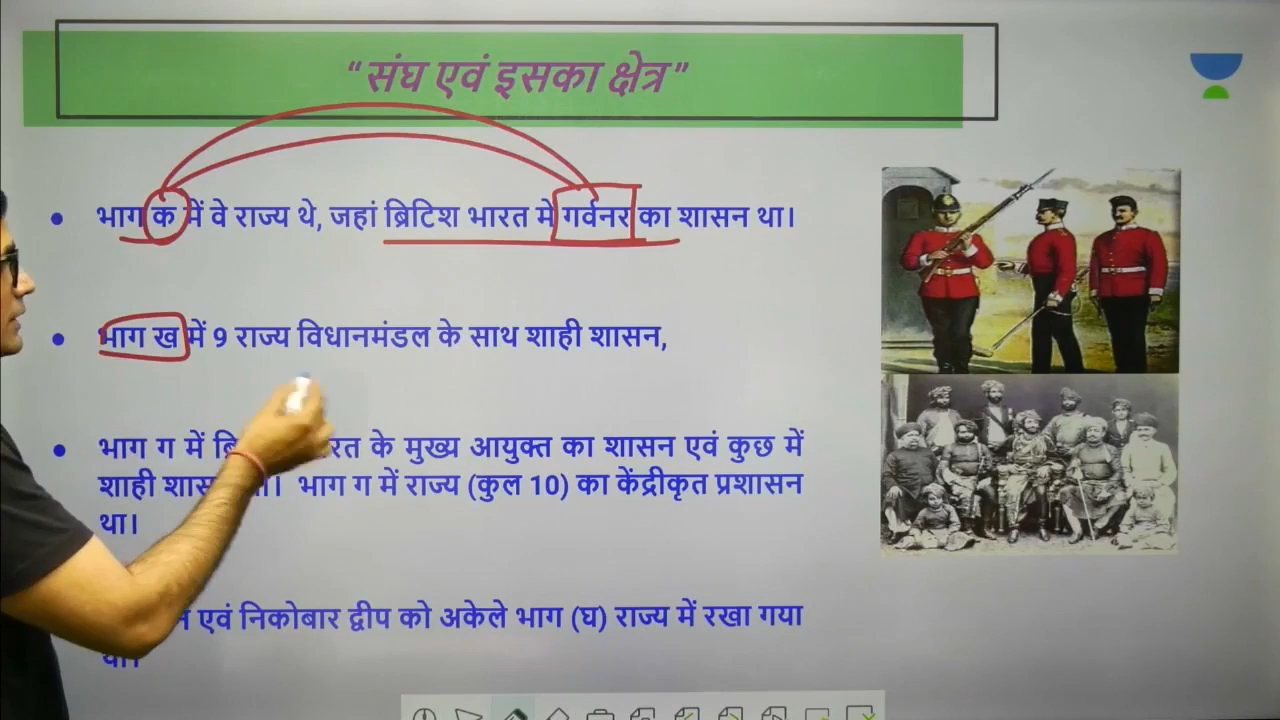 “संघ एवं इसका क्षेत्र”
भाग क में वे राज्य थे, जहां ब्रिटिश भारत मे गर्वनर का शासन था।
भाग ख में 9 राज्य विधानमंडल के साथ शाही शासन,
भाग ग में के मुख्य आयुक्त का शासन एवं कुछ में
शाही भाग ग में राज्य (कुल 10) का केंद्रीकृत प्रशासन
था।
एवं निकोबार द्वीप को अकेले भाग (घ) राज्य में रखा गया
था।